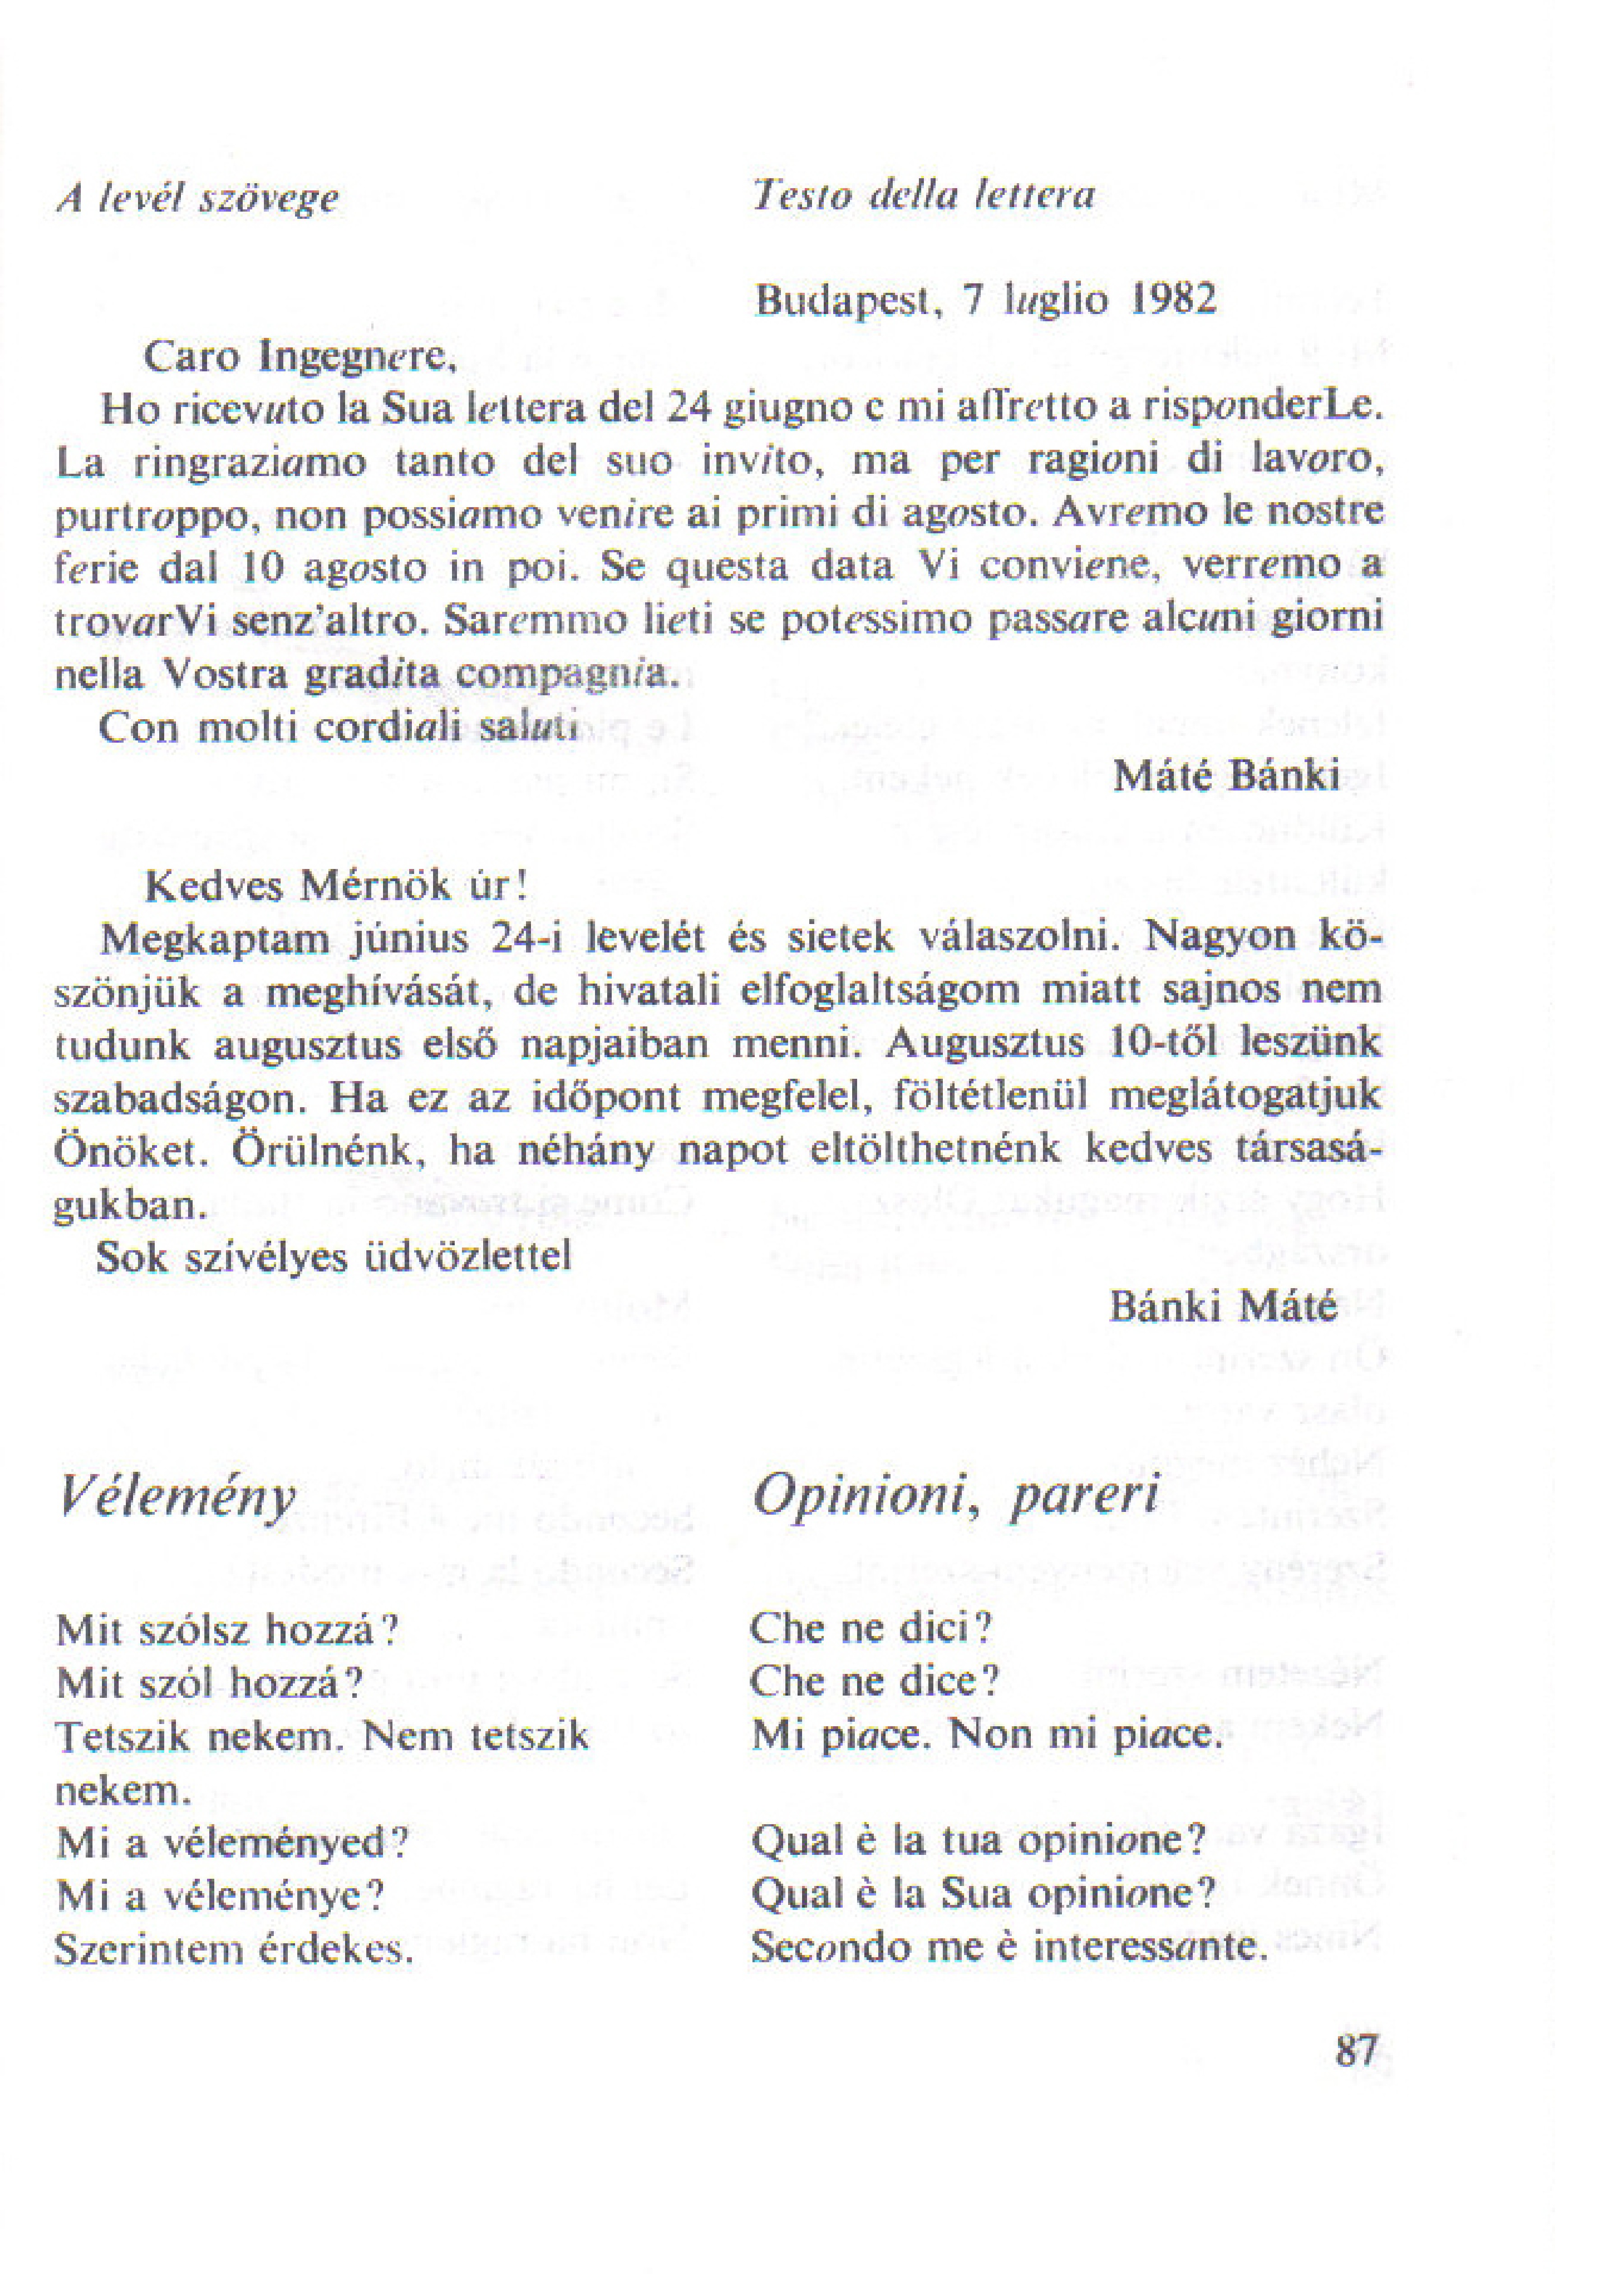 A levél szövege
Testo della lettera
Budapest, 7 luglio 1982
Caro Ingegnere,
Ho ricevuto la Sua lettera del 24 giugno e mi affretto a risponderLe.
La ringraziamo tanto del suo invito, ma per ragioni di lavoro,
purtroppo, non possiamo venire ai primi di agosto. Avremo le nostre
ferie dal 10 agosto in poi. Se questa data Vi conviene, verremo a
trovarVi senz'altro. Saremmo lieti se potessimo passare alcuni giorni
nella Vostra gradita compagnia.
Con molti cordiali saluti
Máté Bánki
Kedves Mérnök úr!
Megkaptam június 24-i levelét és sietek válaszolni. Nagyon kö-
szönjük a meghívását, de hivatali elfoglaltságom miatt sajnos nem
tudunk augusztus első napjaiban menni. Augusztus 10-től leszünk
szabadságon. Ha ez az időpont megfelel, föltétlenül meglátogatjuk
Önöket. Örülnénk, ha néhány napot eltölthetnénk kedves társasá-
gukban.
Sok szívélyes üdvözlettel
Bánki Máté
Vélemény
Opinioni, pareri
Mit szólsz hozzá?
Che ne dici?
Mit szól hozzá?
Che ne dice?
Tetszik nekem. Nem tetszik
nekem.
Mi piace. Non mi piace.
Mi a véleményed?
Qual è la tua opinione?
Mi a véleménye?
Qual è la Sua opinione?
Szerintem érdekes.
Secondo me è interessante.
87